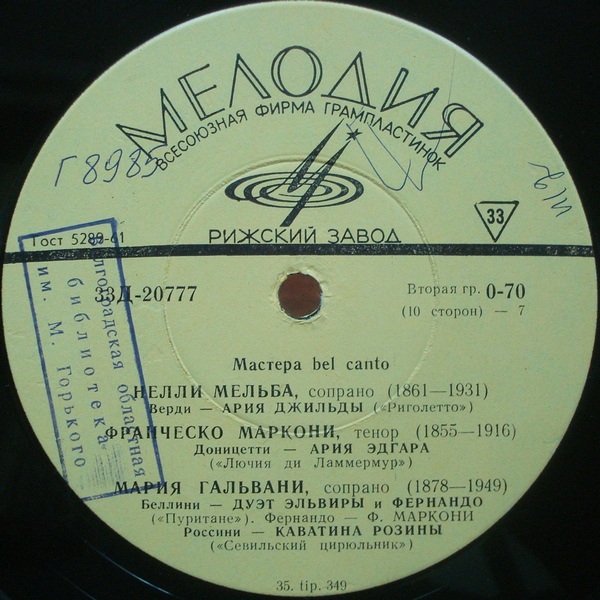 МЕЛОДИЯ
ВСЕСОЮЗНАЯ ФИРМА ГРАМПЛАСТИНОК
Г 8985
РИЖСКИЙ ЗАВОД
33
Гост 5289-61
33Д-20777
Вторая гр. 0-70
(10 сторон) — 7
лгоградская областная
библиотека
им. М. Горького
Мастера bel canto
НЕЛЛИ МЕЛЬБА, сопрано (1861—1931)
Верди — АРИЯ ДЖИЛЬДЫ («Риголетто»)
ФРАНЧЕСКО МАРКОНИ, тенор (1855—1916)
Доницетти — АРИЯ ЭДГАРА
(«Лючия ди Ламмермур»)
МАРИЯ ГАЛЬВАНИ, сопрано (1878—1949)
Беллини — ДУЭТ ЭЛЬВИРЫ и ФЕРНАНДО
(«Пуритане»). Фернандо — Ф. МАРКОНИ
Россини — КАВАТИНА РОЗИНЫ
(«Севильский цирюльник»)
35. tip. 349